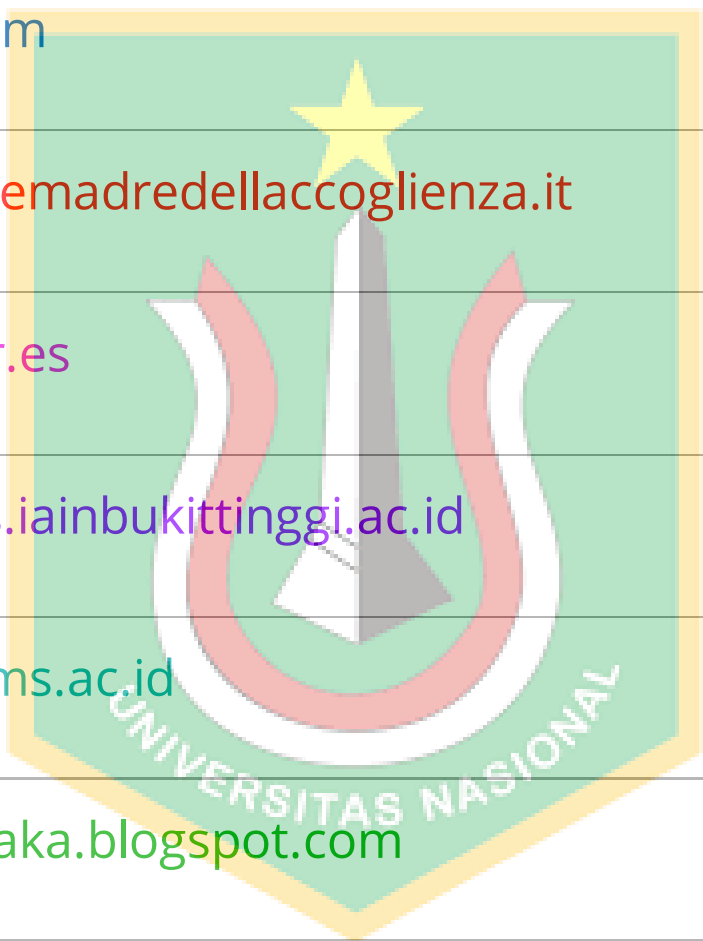 m
emadredellaccoglienza.it
r.es
s.iainbukittinggi.ac.id
ms.ac.id
UNIVERSITAS NASIONAL
aka.blogspot.com